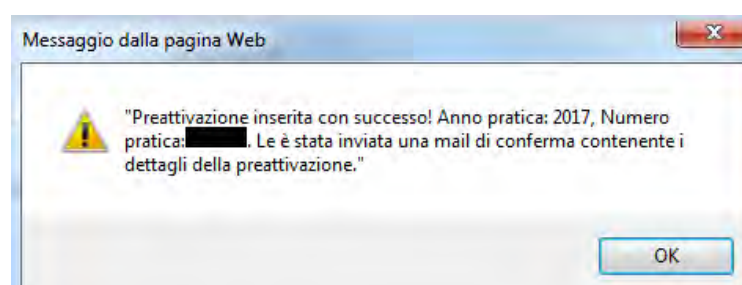 Messaggio dalla pagina Web
"Preattivazione inserita con successo! Anno pratica: 2017, Numero
pratica: . Le è stata inviata una mail di conferma contenente i
dettagli della preattivazione."
OK